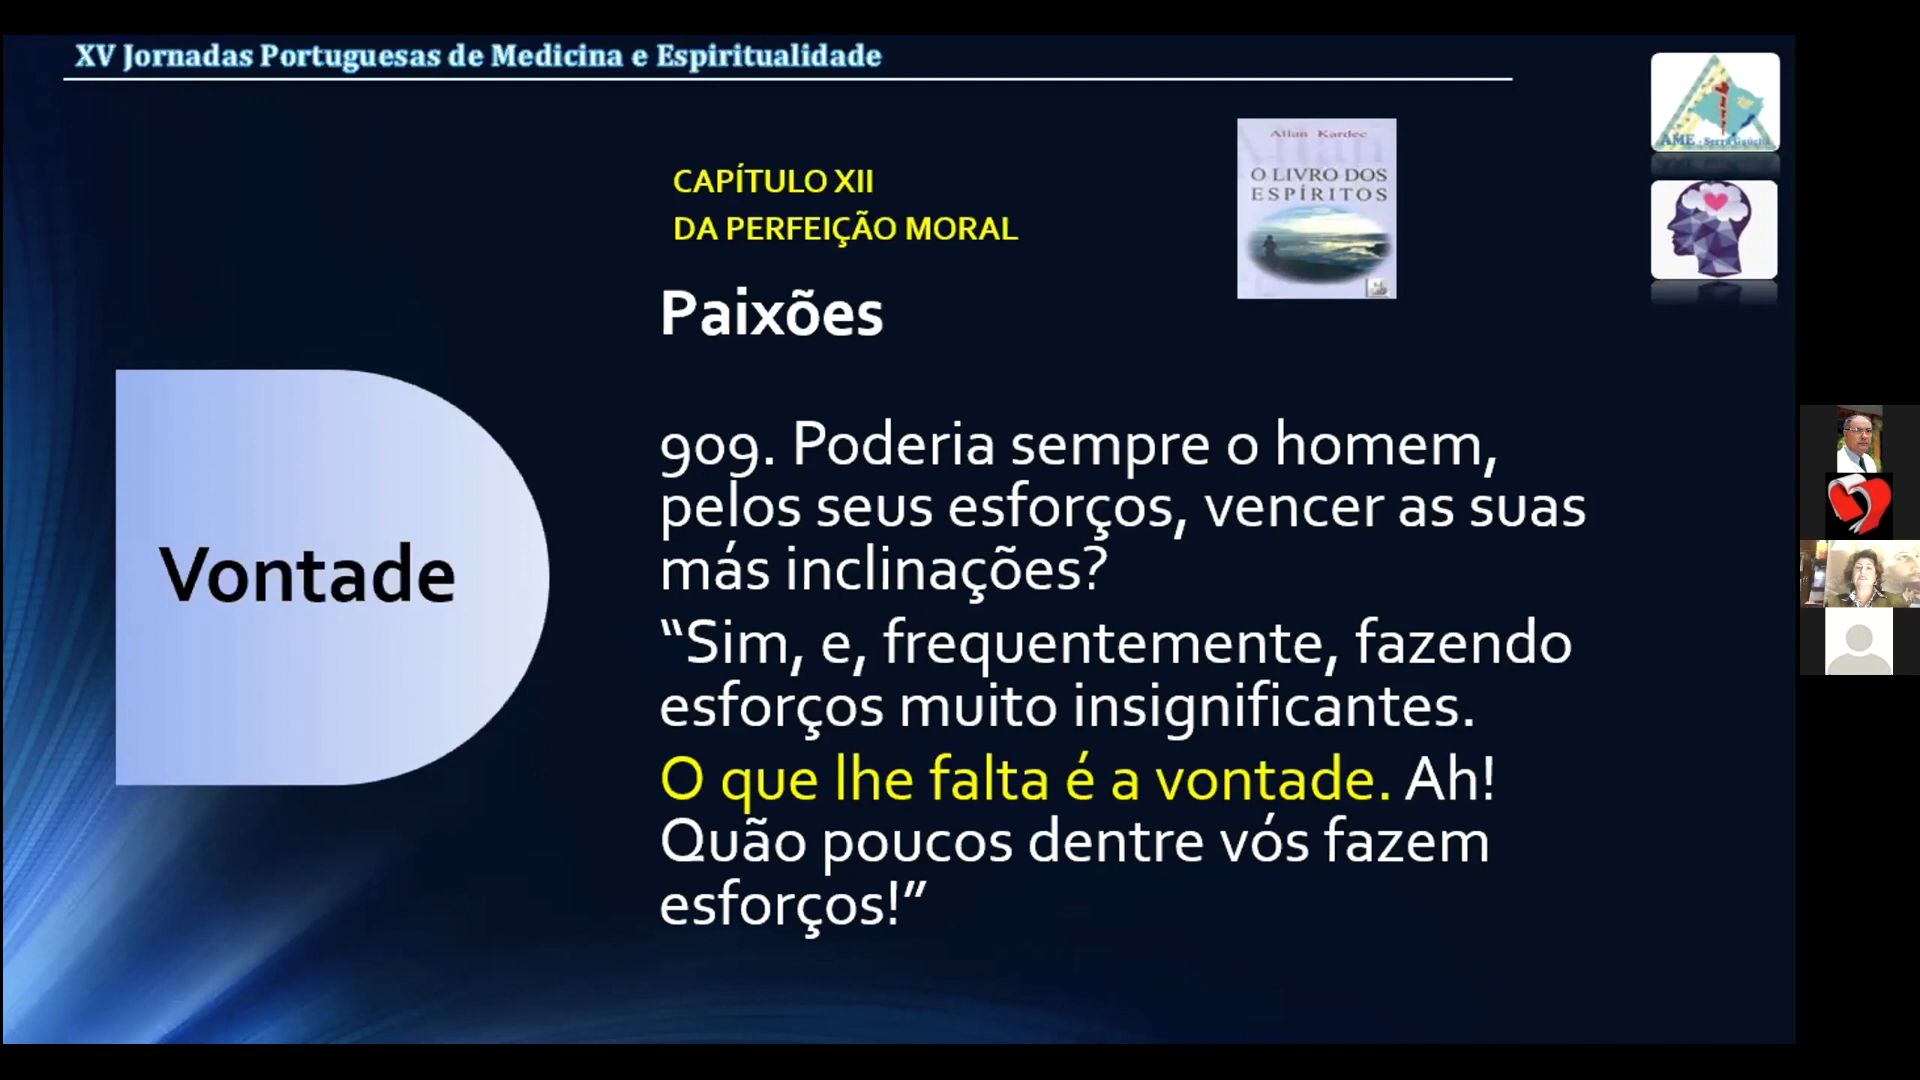 XV Jornadas Portuguesas de Medicina e Espiritualidade
CAPÍTULO XII
DA PERFEIÇÃO MORAL
Allan Kardec
O LIVRO DOS
ESPÍRITOS
AME - Serra Gaúcha
Paixões
Vontade
909. Poderia sempre o homem,
pelos seus esforços, vencer as suas
más inclinações?
“Sim, e, frequentemente, fazendo
esforços muito insignificantes.
O que lhe falta é a vontade. Ah!
Quão poucos dentre vós fazem
esforços!”